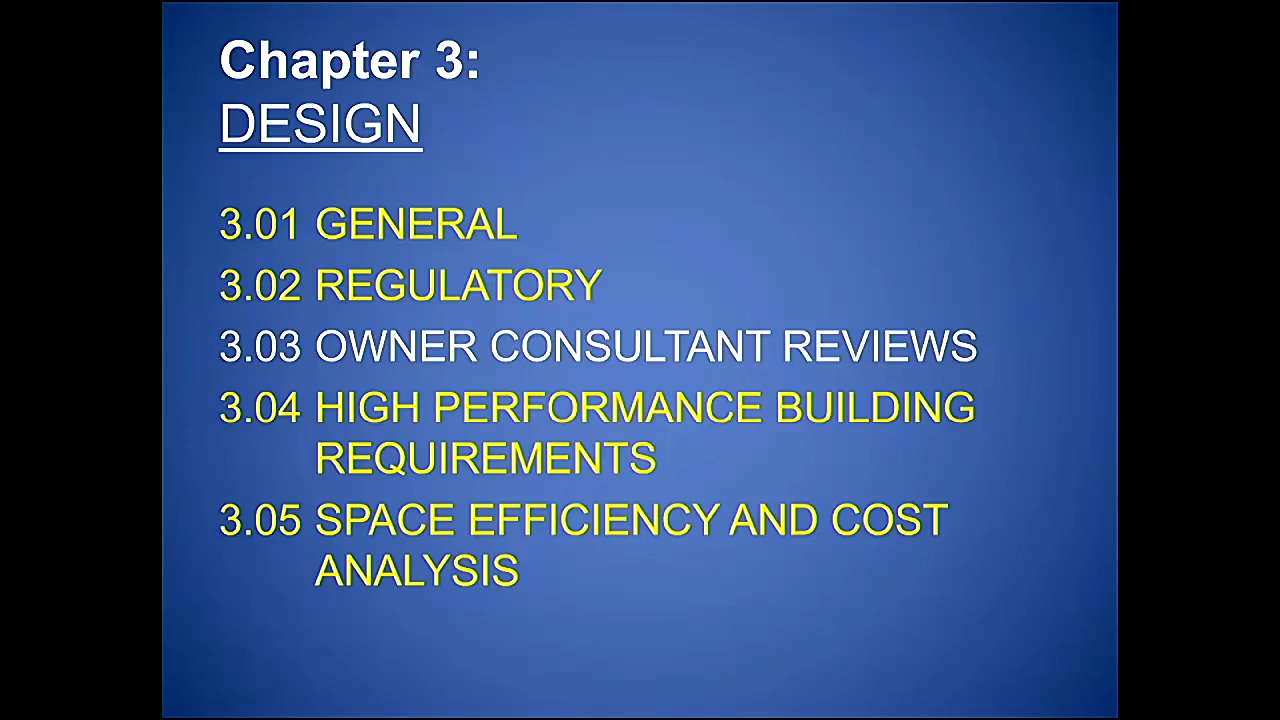 Chapter 3:
DESIGN
3.01 GENERAL
3.02 REGULATORY
3.03 OWNER CONSULTANT REVIEWS
3.04 HIGH PERFORMANCE BUILDING
REQUIREMENTS
3.05 SPACE EFFICIENCY AND COST
ANALYSIS